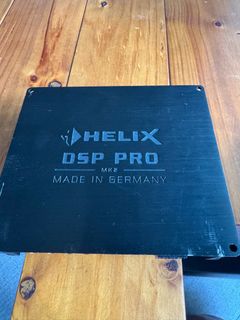 HELIX
DSP PRO
MK2
MADE IN GERMANY